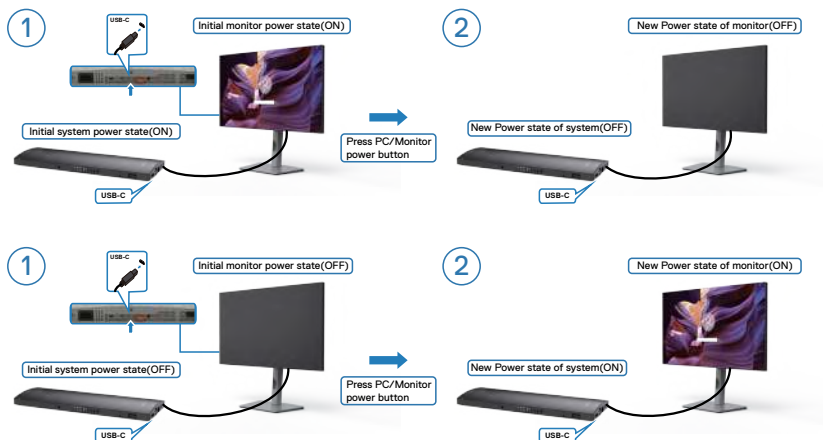 1
USB-C
Initial monitor power state(ON)
2
New Power state of monitor(OFF)
Initial system power state(ON)
Press PC/Monitor
power button
New Power state of system(OFF)
USB-C
USB-C
1
USB-C
Initial monitor power state(OFF)
2
New Power state of monitor(ON)
Initial system power state(OFF)
Press PC/Monitor
power button
New Power state of system(ON)
USB-C
USB-C